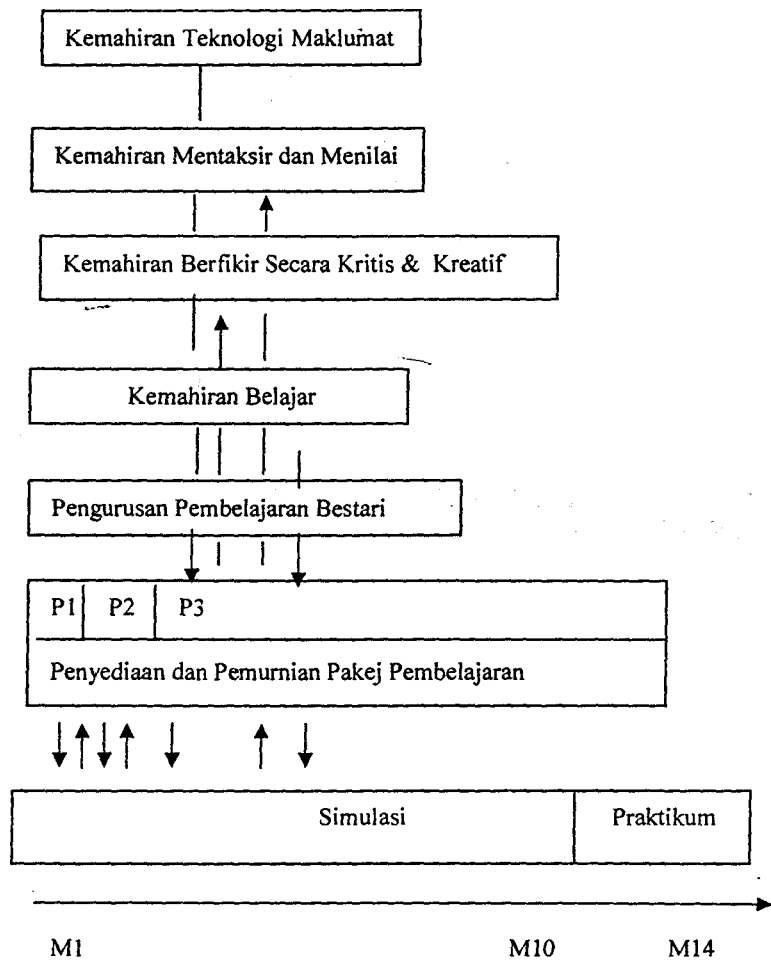 Kemahiran Teknologi Maklumat
Kemahiran Mentaksir dan Menilai
Kemahiran Berfikir Secara Kritis & Kreatif
Kemahiran Belajar
Pengurusan Pembelajaran Bestari
P1 P2 P3
Penyediaan dan Pemurnian Pakej Pembelajaran
Simulasi Praktikum
M1 M10 M14